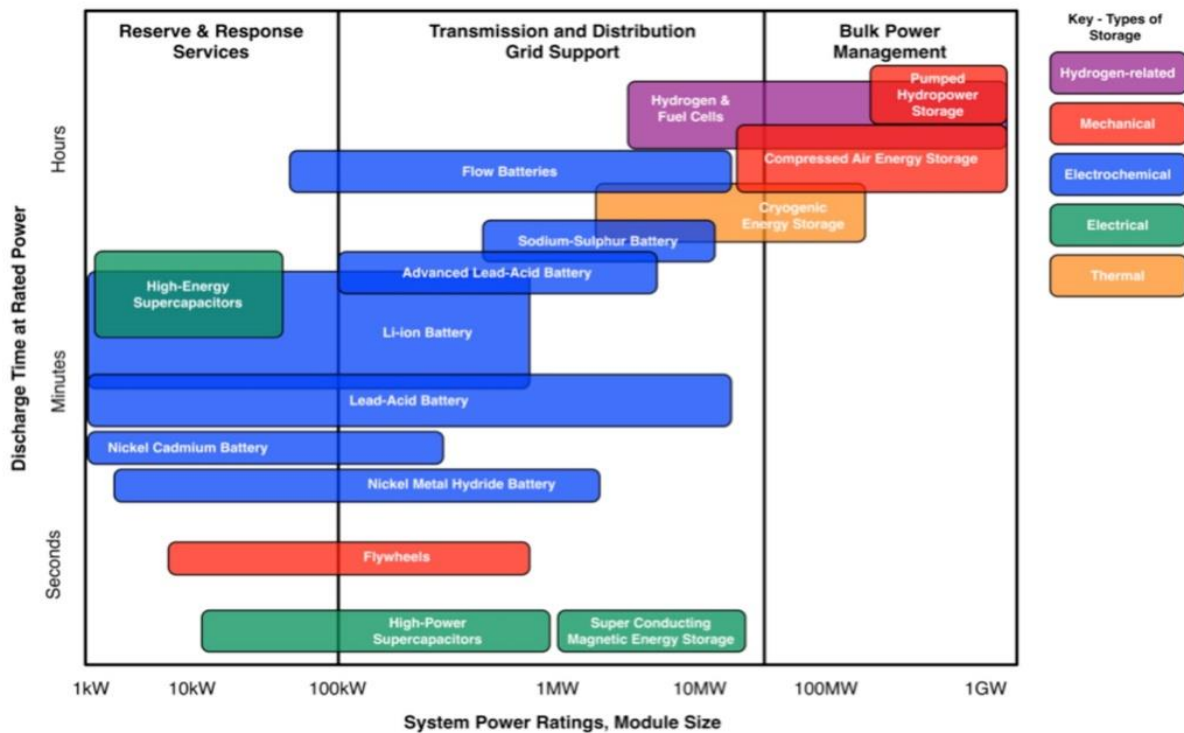 Reserve & Response
Services
Transmission and Distribution
Grid Support
Bulk Power
Management
Key - Types of
Storage
Hydrogen-related
Mechanical
Electrochemical
Electrical
Thermal
Discharge Time at Rated Power
Hours
Minutes
Seconds
Pumped
Hydropower
Storage
Hydrogen &
Fuel Cells
Compressed Air Energy Storage
Flow Batteries
Cryogenic
Energy Storage
Sodium-Sulphur Battery
Advanced Lead-Acid Battery
High-Energy
Supercapacitors
Li-ion Battery
Lead-Acid Battery
Nickel Cadmium Battery
Nickel Metal Hydride Battery
Flywheels
High-Power
Supercapacitors
Super Conducting
Magnetic Energy Storage
1kW
10kW
100kW
1MW
10MW
100MW
1GW
System Power Ratings, Module Size